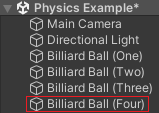 Physics Example*
Main Camera
Directional Light
Billiard Ball (One)
Billiard Ball (Two)
Billiard Ball (Three)
Billiard Ball (Four)